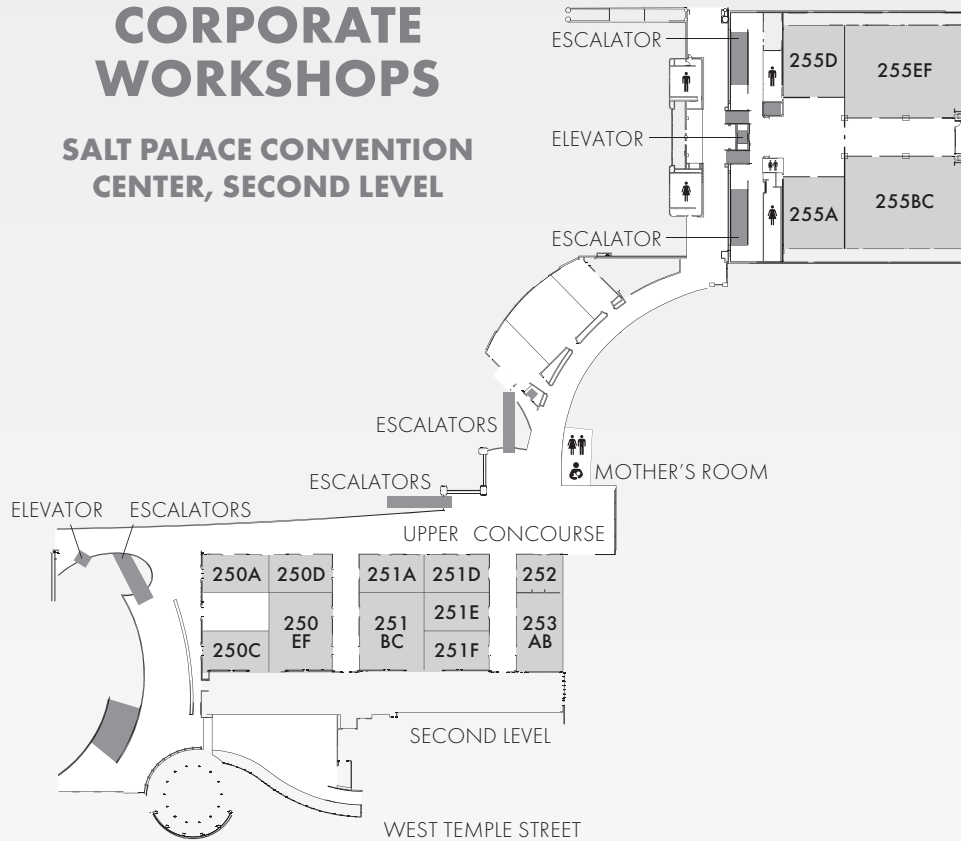 CORPORATE
WORKSHOPS
SALT PALACE CONVENTION
CENTER, SECOND LEVEL
ESCALATOR
255D
255EF
ELEVATOR
255A
255BC
ESCALATOR
ESCALATORS
MOTHER'S ROOM
ESCALATORS
ELEVATOR
ESCALATORS
UPPER CONCOURSE
250A
250D
251A
251D
252
250
EF
251
BC
251E
253
AB
250C
251F
SECOND LEVEL
WEST TEMPLE STREET